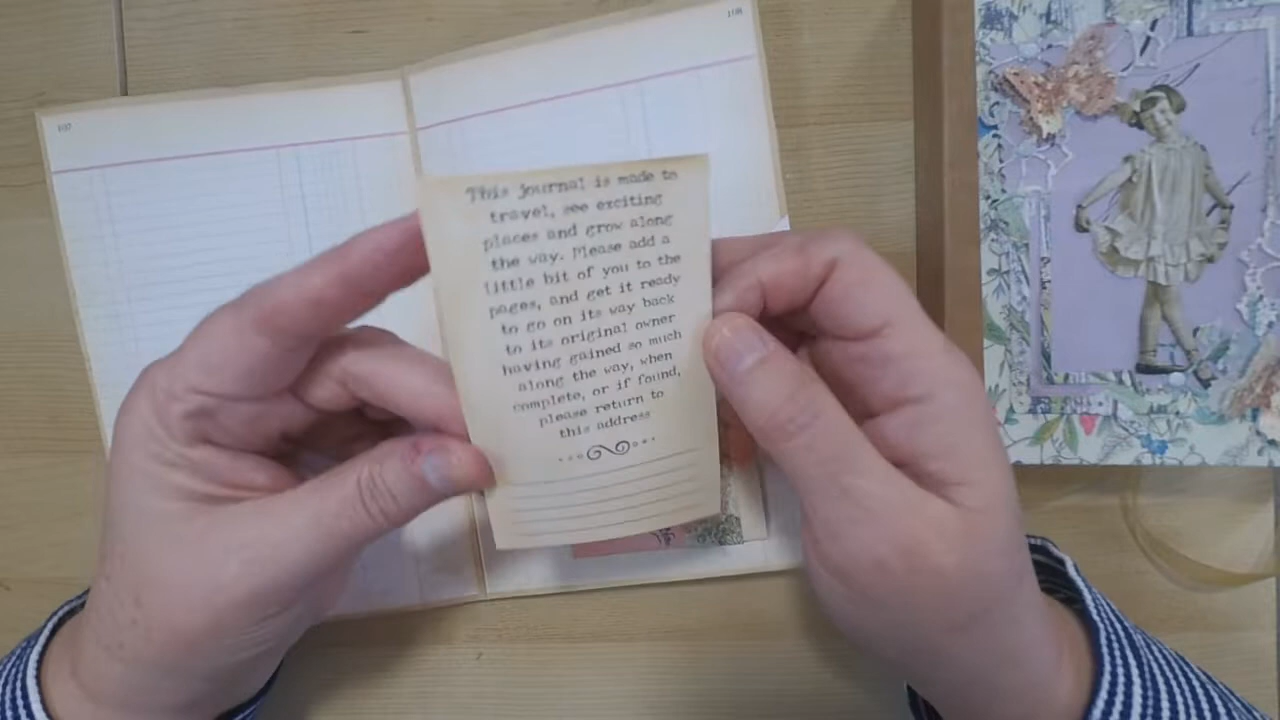 107
108
This journal is made to
travel, see exciting
places and grow along
the way. Please add a
little bit of you to the
pages, and get it ready
to go on its way back
to its original owner
having gained so much
along the way, when
complete, or if found,
please return to
this address